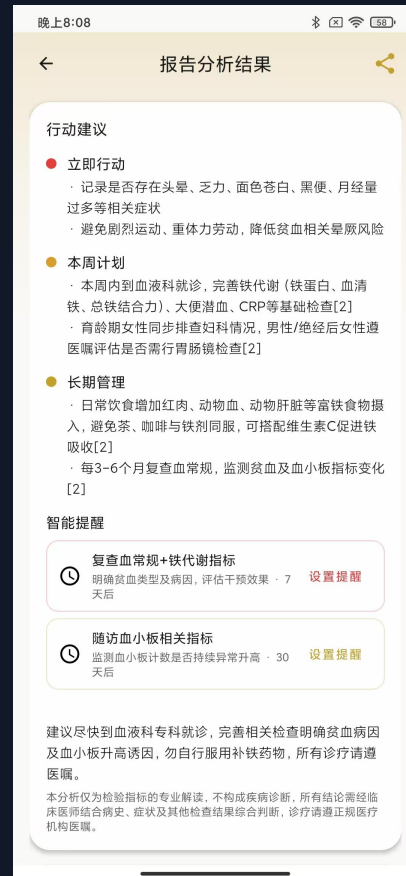 晚上8:08
58
报告分析结果
行动建议
立即行动
· 记录是否存在头晕、乏力、面色苍白、黑便、月经量
过多等相关症状
· 避免剧烈运动、重体力劳动，降低贫血相关晕厥风险
本周计划
· 本周内到血液科就诊，完善铁代谢（铁蛋白、血清
铁、总铁结合力）、大便潜血、CRP等基础检查[2]
· 育龄期女性同步排查妇科情况，男性/绝经后女性遵
医嘱评估是否需行胃肠镜检查[2]
长期管理
· 日常饮食增加红肉、动物血、动物肝脏等富铁食物摄
入，避免茶、咖啡与铁剂同服，可搭配维生素C促进铁
吸收[2]
· 每3-6个月复查血常规，监测贫血及血小板指标变化
[2]
智能提醒
复查血常规+铁代谢指标
明确贫血类型及病因，评估干预效果 · 7
天后
设置提醒
随访血小板相关指标
监测血小板计数是否持续异常升高 · 30
天后
设置提醒
建议尽快到血液科专科就诊，完善相关检查明确贫血病因
及血小板升高诱因，勿自行服用补铁药物，所有诊疗请遵
医嘱。
本分析仅为检验指标的专业解读，不构成疾病诊断，所有结论需经临
床医师结合病史、症状及其他检查结果综合判断，诊疗请遵正规医疗
机构医嘱。